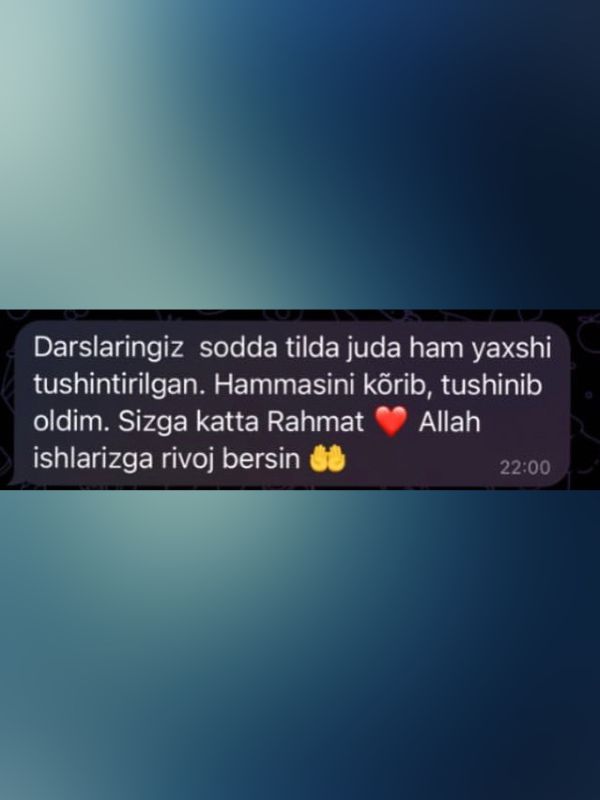 Darslaringiz  sodda tilda juda ham yaxshi
tushintirilgan. Hammasini kõrib, tushinib
oldim. Sizga katta Rahmat ❤️ Allah
ishlarizga rivoj bersin 🤲
22:00